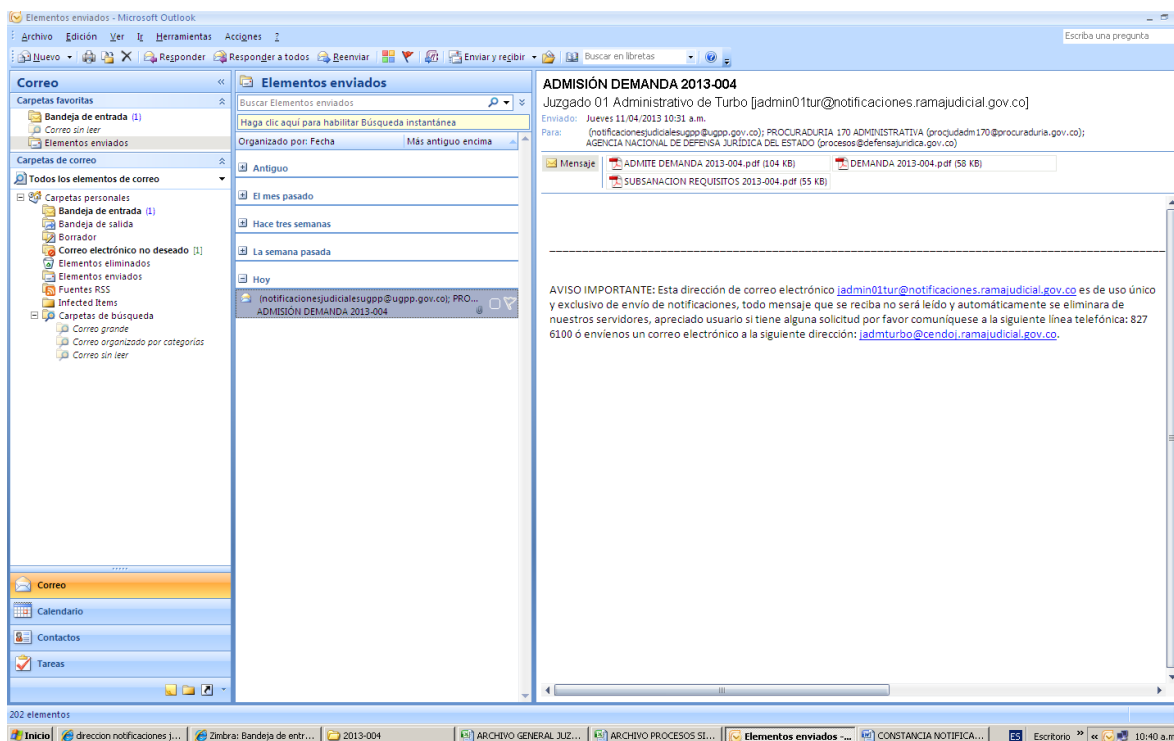 Elementos enviados - Microsoft Outlook
Archivo Edición Ver Ir Herramientas Acciones ? Escriba una pregunta
Nuevo Responder Responder a todos Reenviar Enviar y recibir Buscar en libretas
Correo «
Carpetas favoritas
Bandeja de entrada (1)
Correo sin leer
Elementos enviados
Carpetas de correo
Todos los elementos de correo
Carpetas personales
Bandeja de entrada (1)
Bandeja de salida
Borrador
Correo electrónico no deseado [1]
Elementos eliminados
Elementos enviados
Fuentes RSS
Infected Items
Carpetas de búsqueda
Correo grande
Correo organizado por categorías
Correo sin leer
Correo
Calendario
Contactos
Tareas
Elementos enviados
Buscar Elementos enviados
Haga clic aquí para habilitar Búsqueda instantánea
Organizado por: Fecha Más antiguo encima
Antiguo
El mes pasado
Hace tres semanas
La semana pasada
Hoy
(notificacionesjudicialesugpp@ugpp.gov.co); PRO...
ADMISIÓN DEMANDA 2013-004
ADMISIÓN DEMANDA 2013-004
Juzgado 01 Administrativo de Turbo [jadmin01tur@notificaciones.ramajudicial.gov.co]
Enviado: Jueves 11/04/2013 10:31 a.m.
Para: (notificacionesjudicialesugpp@ugpp.gov.co); PROCURADURIA 170 ADMINISTRATIVA (procjudadm170@procuraduria.gov.co);
AGENCIA NACIONAL DE DEFENSA JURÍDICA DEL ESTADO (procesos@defensajuridica.gov.co)
Mensaje ADMITE DEMANDA 2013-004.pdf (104 KB) DEMANDA 2013-004.pdf (58 KB)
SUBSANACION REQUISITOS 2013-004.pdf (55 KB)
AVISO IMPORTANTE: Esta dirección de correo electrónico jadmin01tur@notificaciones.ramajudicial.gov.co es de uso único
y exclusivo de envío de notificaciones, todo mensaje que se reciba no será leído y automáticamente se eliminara de
nuestros servidores, apreciado usuario si tiene alguna solicitud por favor comuníquese a la siguiente línea telefónica: 827
6100 ó envíenos un correo electrónico a la siguiente dirección: jadmturbo@cendoj.ramajudicial.gov.co.
202 elementos
Inicio direccion notificaciones j... Zimbra: Bandeja de entr... 2013-004 ARCHIVO GENERAL JUZ... ARCHIVO PROCESOS SI... Elementos enviados -... CONSTANCIA NOTIFICA... ES Escritorio » « 10:40 a